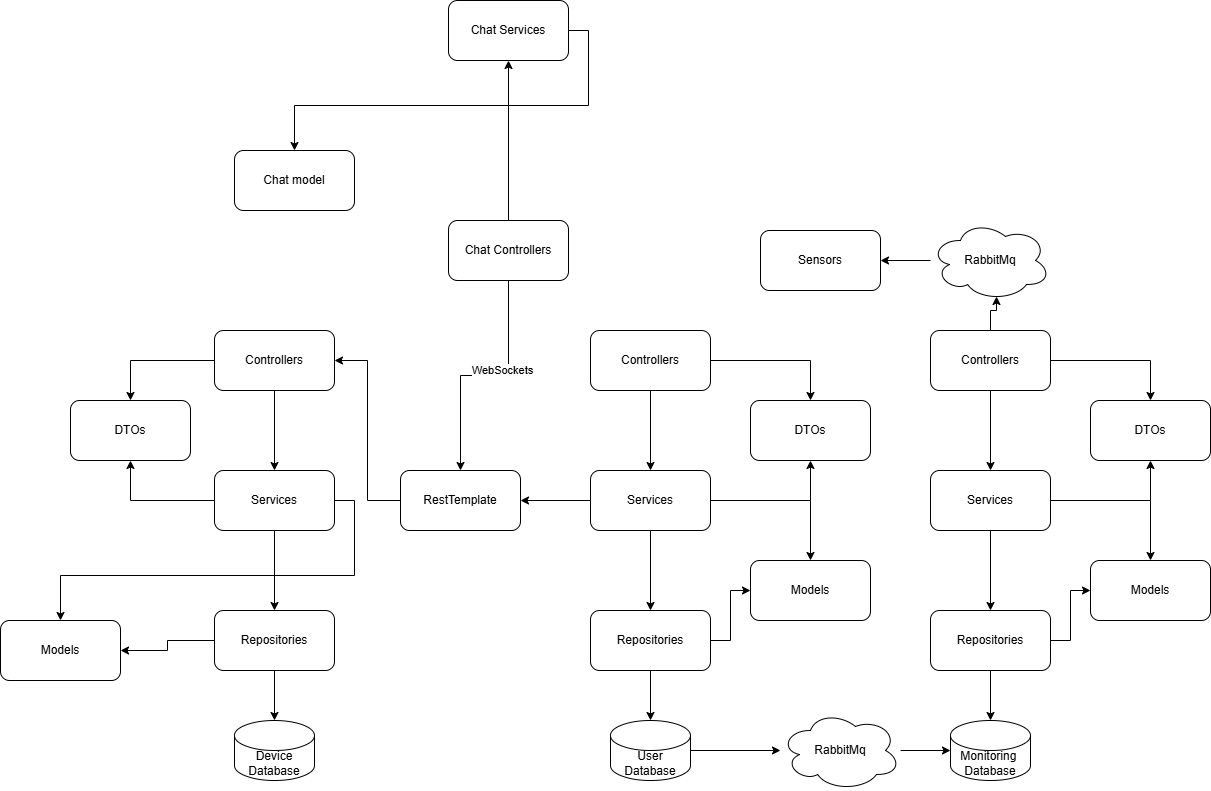 Chat Services
Chat model
Chat Controllers
Sensors
RabbitMq
Controllers
WebSockets
Controllers
Controllers
DTOs
DTOs
DTOs
Services
RestTemplate
Services
Services
Models
Models
Models
Repositories
Repositories
Repositories
Device
Database
User
Database
RabbitMq
Monitoring
Database